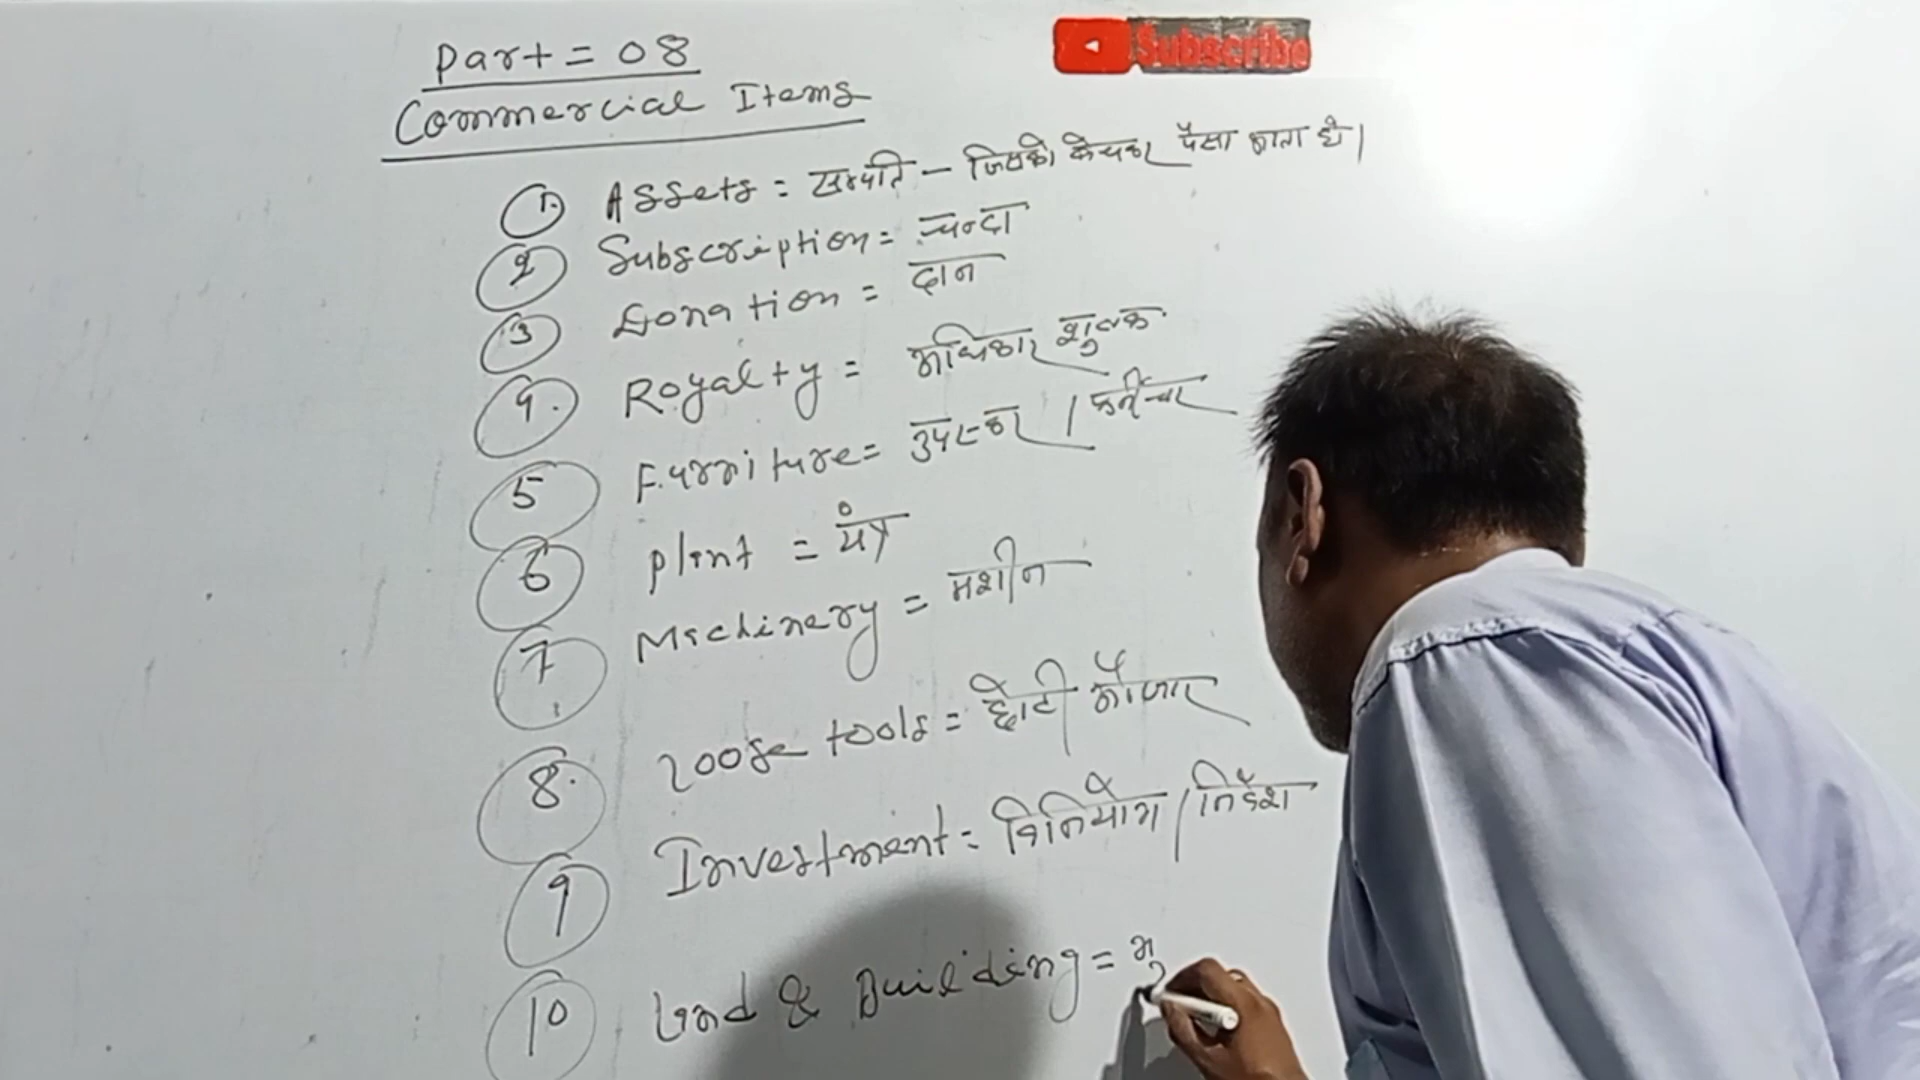 Part = 08
Subscribe
Commercial Items
1. Assets = सम्पति - जिसको बेचकर पैसा आता है।
2 Subscription = चन्दा
3 Donation = दान
4. Royalty = अधिकार शुल्क
5 Furniture = उपस्कर / फर्नीचर
6 plant = यंत्र
7 Machinery = मशीन
8. Loose tools = छोटी औजार
9 Investment = विनियोग / निवेश
10 Land & Building =